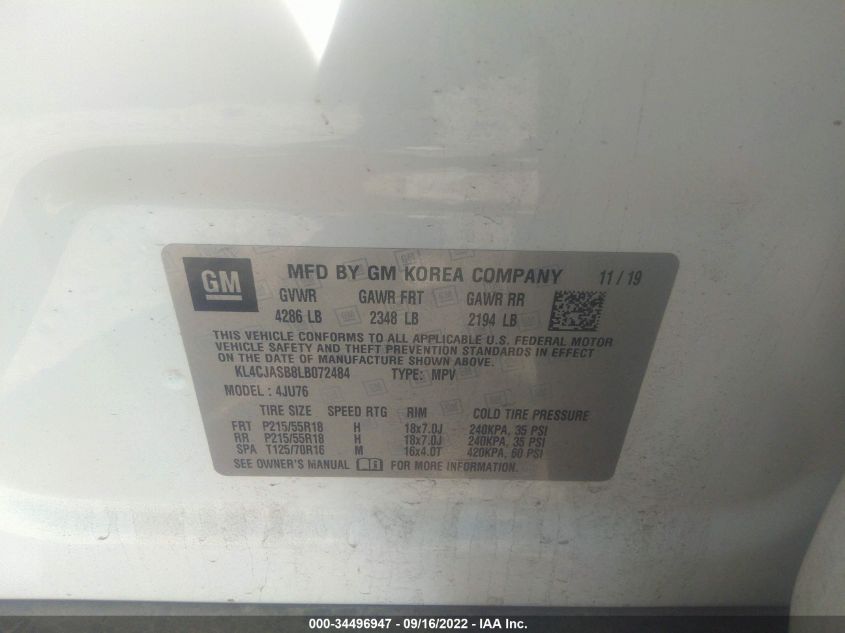 GM MFD BY GM KOREA COMPANY 11 / 19
GVWR GAWR FRT GAWR RR
4286 LB 2348 LB 2194 LB
THIS VEHICLE CONFORMS TO ALL APPLICABLE U.S. FEDERAL MOTOR
VEHICLE SAFETY AND THEFT PREVENTION STANDARDS IN EFFECT
ON THE DATE OF MANUFACTURE SHOWN ABOVE.
KL4CJASB8LB072484 TYPE: MPV
MODEL : 4JU76
TIRE SIZE SPEED RTG RIM COLD TIRE PRESSURE
FRT P215/55R18 H 18x7.0J 240KPA, 35 PSI
RR P215/55R18 H 18x7.0J 240KPA, 35 PSI
SPA T125/70R16 M 16x4.0T 420KPA, 60 PSI
SEE OWNER'S MANUAL FOR MORE INFORMATION.
000-34496947 - 09/16/2022 - IAA Inc.